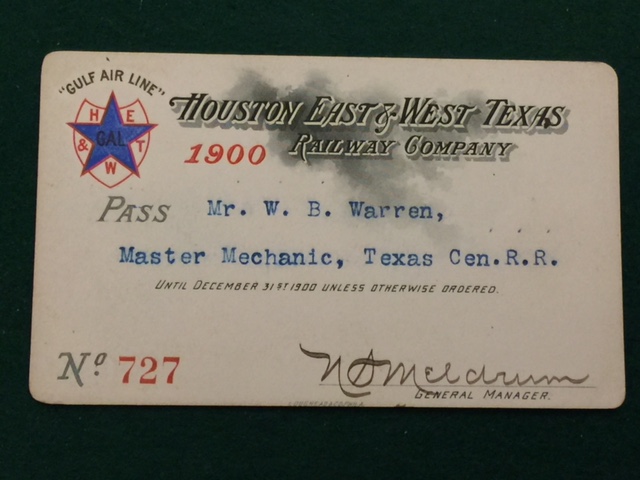 "GULF AIR LINE"
H E
GAL
& T
W
HOUSTON EAST & WEST TEXAS
RAILWAY COMPANY
1900
PASS Mr. W. B. Warren,
Master Mechanic, Texas Cen.R.R.
UNTIL DECEMBER 31ST 1900 UNLESS OTHERWISE ORDERED.
No. 727
N S Meldrum
GENERAL MANAGER.